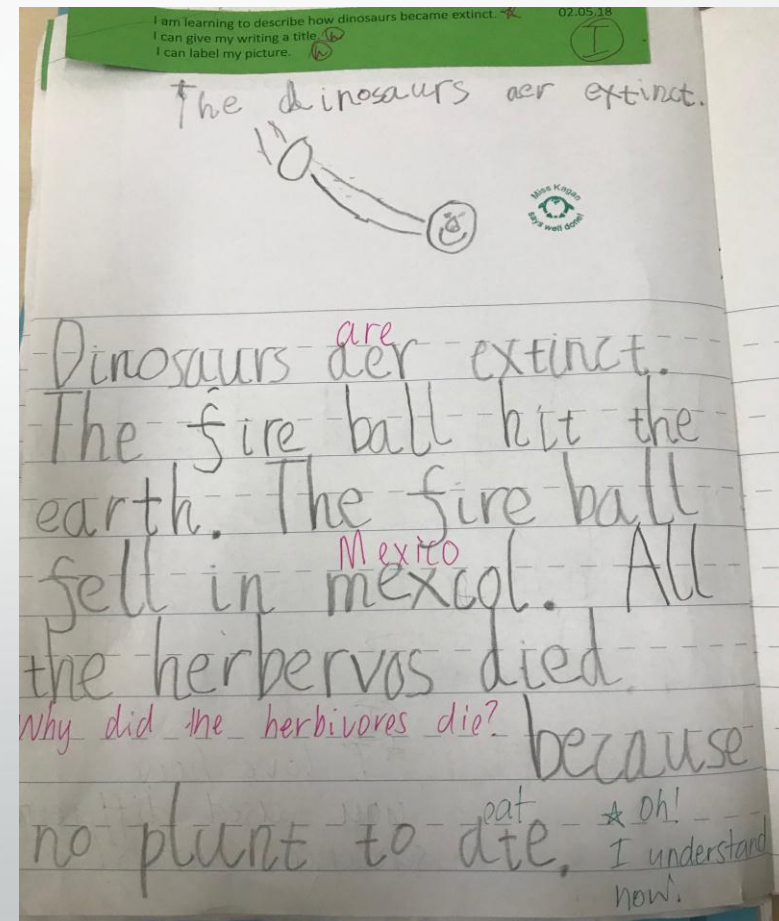 I am learning to describe how dinosaurs became extinct.
02.05.18
I can give my writing a title.
I can label my picture.
I
The dinosaurs aer extinct.
Miss Kagan
says well done!
are
Dinosaurs aer extinct.
The fire ball hit the
earth. The fire ball
Mexico
fell in mexcol. All
the herbervos died
Why did the herbivores die? because
eat
no plunt to ate.
☆ Oh!
I understand
now.